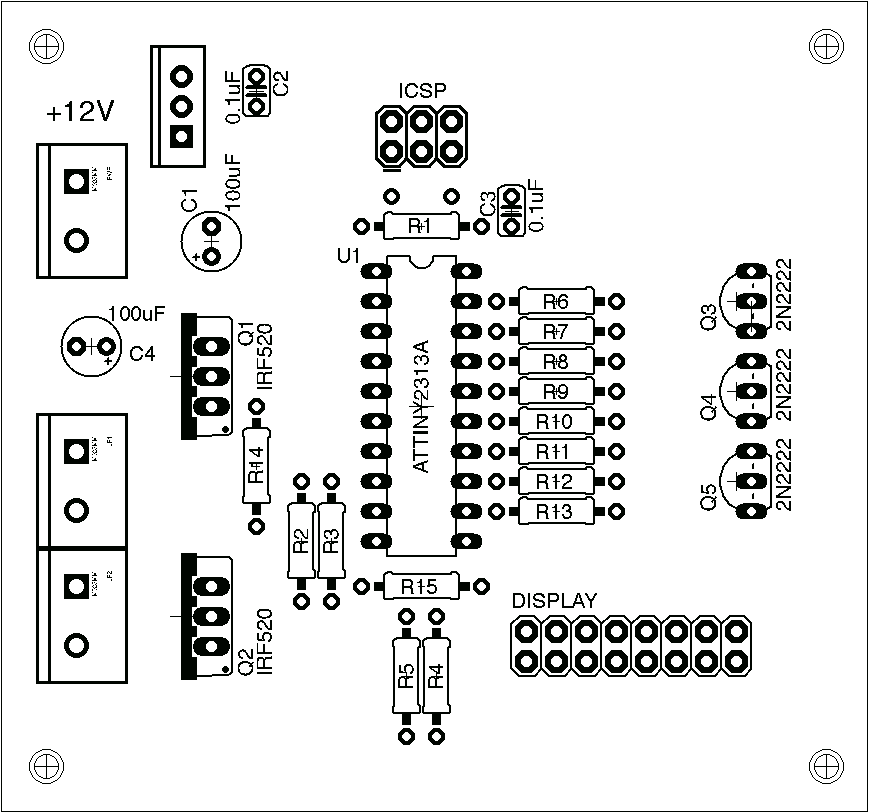 +12V
0.1uF
C2
ICSP
C1
100uF
C3
0.1uF
R1
U1
100uF
C4
Q1
IRF520
ATTINY2313A
R6
R7
R8
R9
R10
R11
R12
R13
Q3
2N2222
Q4
2N2222
Q5
2N2222
R14
R2
R3
R15
Q2
IRF520
R5
R4
DISPLAY